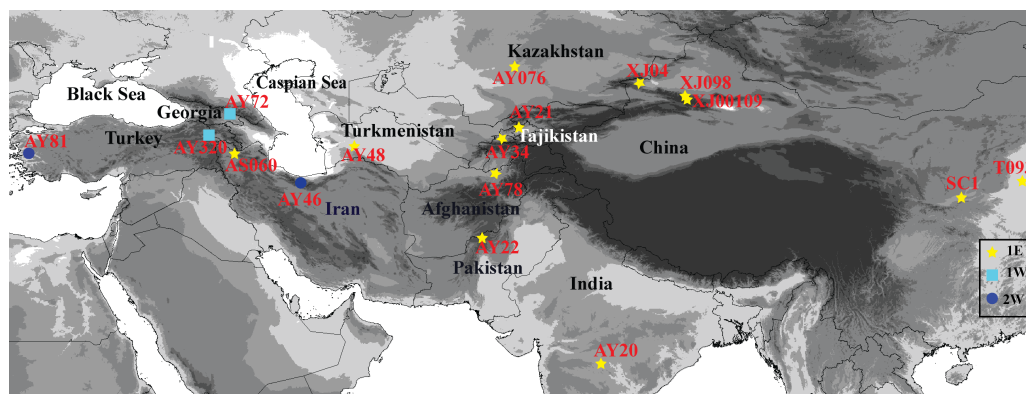 Kazakhstan
AY076
XJ04
XJ098
XJ00109
Caspian Sea
Black Sea
Georgia
AY72
AY21
Tajikistan
Turkmenistan
AY48
AY34
China
AY81
Turkey
AY320
AS060
AY46
Iran
AY78
Afghanistan
SC1
T093
AY22
Pakistan
India
AY20
1E
1W
2W